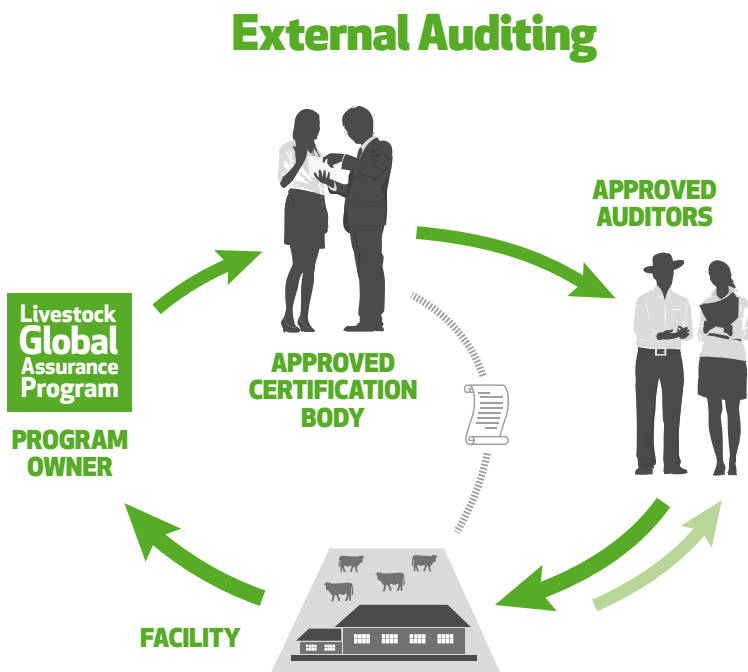 External Auditing
APPROVED
AUDITORS
Livestock
Global
Assurance
Program
APPROVED
CERTIFICATION
BODY
PROGRAM
OWNER
FACILITY